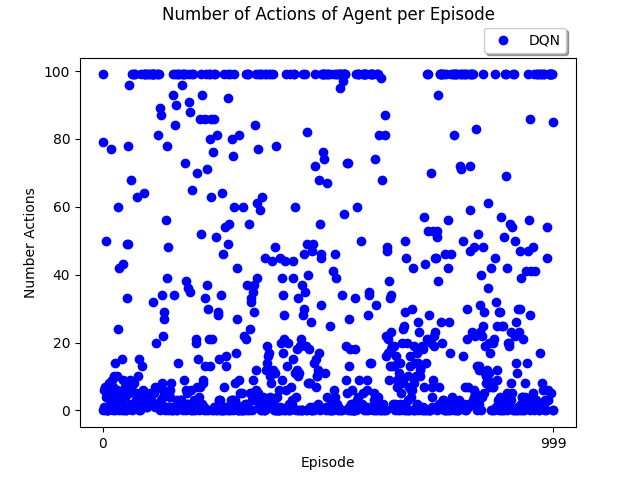 Number of Actions of Agent per Episode
DQN
100
80
60
40
20
0
Number Actions
0
999
Episode